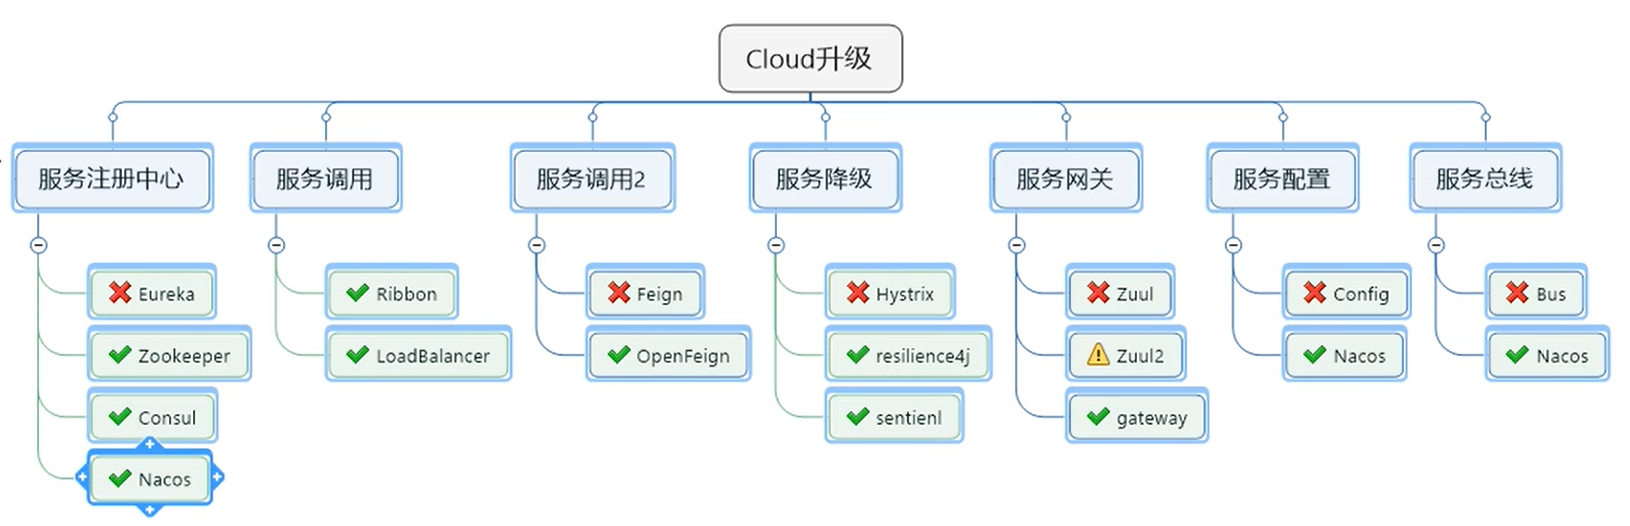 Cloud升级
服务注册中心
Eureka
Zookeeper
Consul
Nacos
服务调用
Ribbon
LoadBalancer
服务调用2
Feign
OpenFeign
服务降级
Hystrix
resilience4j
sentienl
服务网关
Zuul
Zuul2
gateway
服务配置
Config
Nacos
服务总线
Bus
Nacos